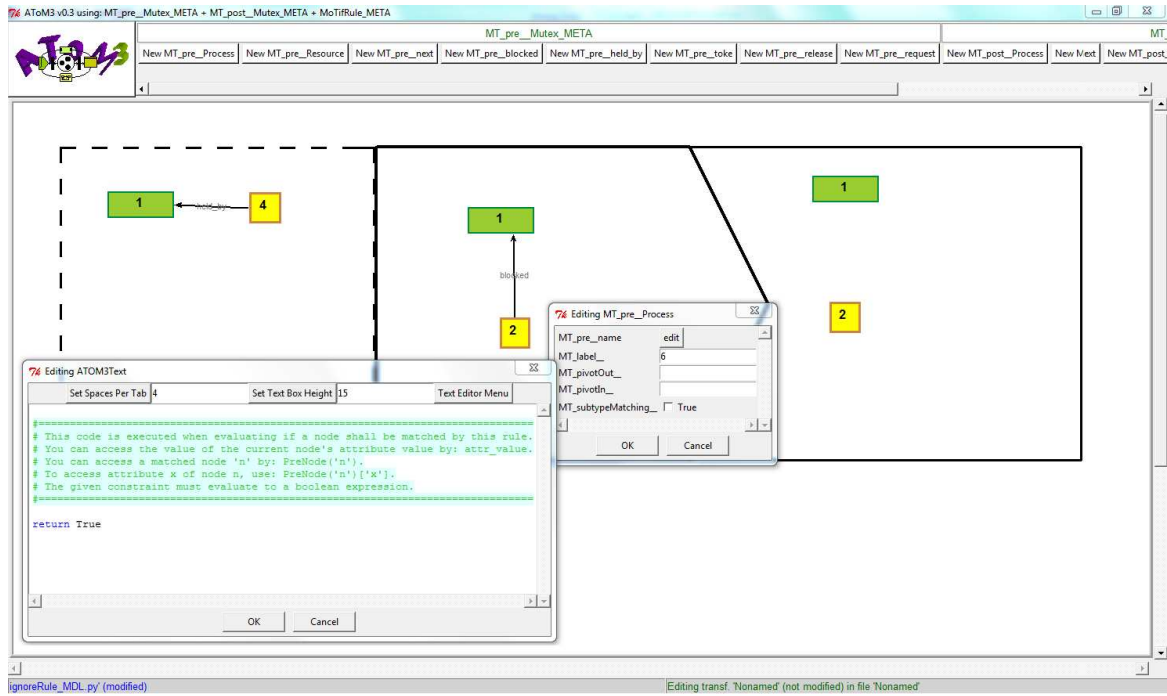 AToM3 v0.3 using: MT_pre__Mutex_META + MT_post__Mutex_META + MoTifRule_META
MT_pre__Mutex_META
MT_
New MT_pre__Process
New MT_pre__Resource
New MT_pre__next
New MT_pre__blocked
New MT_pre__held_by
New MT_pre__toke
New MT_pre__release
New MT_pre__request
New MT_post__Process
New Mext
New MT_post_
1
held_by
4
1
blocked
2
1
2
Editing MT_pre__Process
MT_pre__name edit
MT_label__ 6
MT_pivotOut__
MT_pivotIn__
MT_subtypeMatching__ True
OK Cancel
Editing ATOM3Text
Set Spaces Per Tab 4 Set Text Box Height 15 Text Editor Menu
# This code is executed when evaluating if a node shall be matched by this rule.
# You can access the value of the current node's attribute value by: attr_value.
# You can access a matched node 'n' by: PreNode('n').
# To access attribute x of node n, use: PreNode('n')['x'].
# The given constraint must evaluate to a boolean expression.
return True
OK Cancel
ignoreRule_MDL.py' (modified)
Editing transf. 'Nonamed' (not modified) in file 'Nonamed'